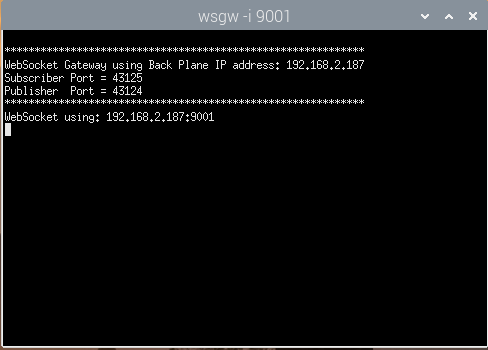 wsgw -i 9001
************************************************************
WebSocket Gateway using Back Plane IP address: 192.168.2.187
Subscriber Port = 43125
Publisher  Port = 43124
************************************************************
WebSocket using: 192.168.2.187:9001